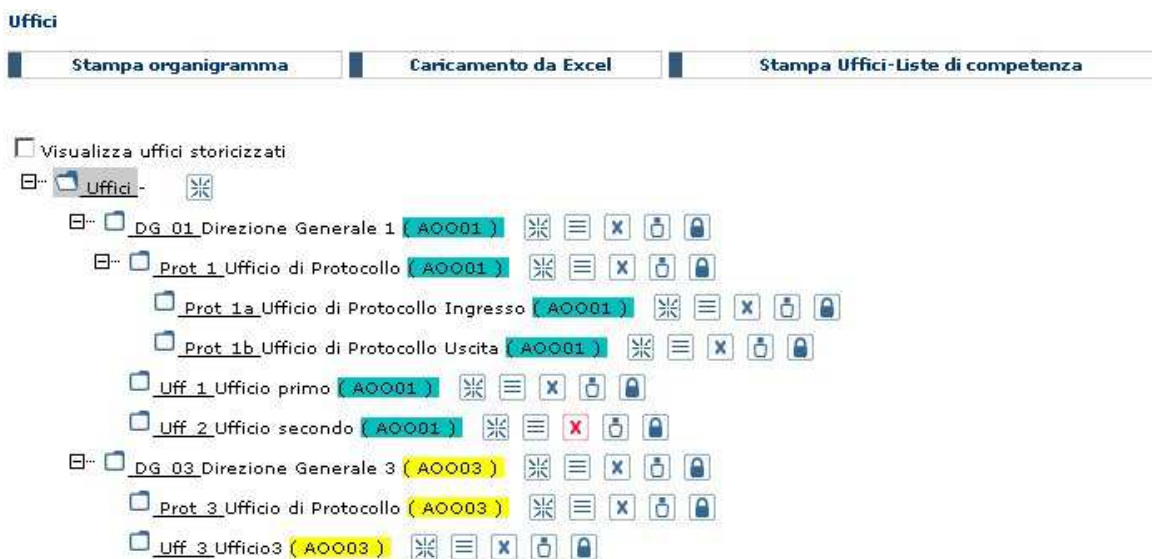 Uffici
Stampa organigramma Caricamento da Excel Stampa Uffici-Liste di competenza
Visualizza uffici storicizzati
Uffici -
DG 01 Direzione Generale 1 ( AOO01 )
Prot 1 Ufficio di Protocollo ( AOO01 )
Prot 1a Ufficio di Protocollo Ingresso ( AOO01 )
Prot 1b Ufficio di Protocollo Uscita ( AOO01 )
Uff 1 Ufficio primo ( AOO01 )
Uff 2 Ufficio secondo ( AOO01 )
DG 03 Direzione Generale 3 ( AOO03 )
Prot 3 Ufficio di Protocollo ( AOO03 )
Uff 3 Ufficio3 ( AOO03 )